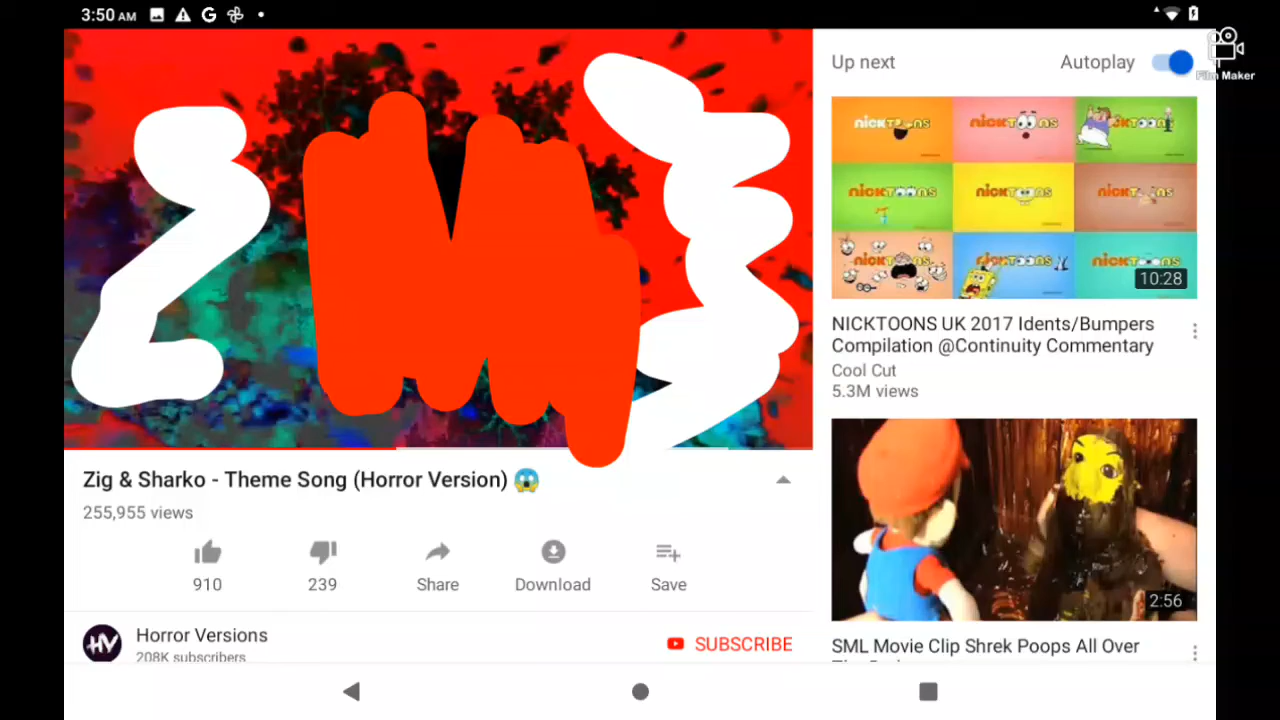 3:50 AM
Film Maker
Up next
Autoplay
NICKTOONS
NICKTOONS
NICKTOONS
NICKTOONS
NICKTOONS
NICKTOONS
NICKTOONS
NICKTOONS
10:28
NICKTOONS UK 2017 Idents/Bumpers
Compilation @Continuity Commentary
Cool Cut
5.3M views
Zig & Sharko - Theme Song (Horror Version) 😱
255,955 views
910
239
Share
Download
Save
2:56
HV
Horror Versions
208K subscribers
SUBSCRIBE
SML Movie Clip Shrek Poops All Over